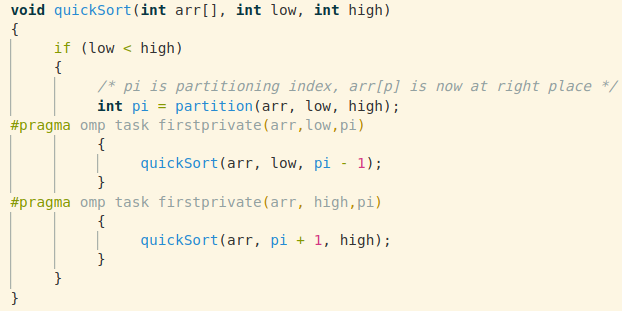 void quickSort(int arr[], int low, int high)
{
if (low < high)
{
/* pi is partitioning index, arr[p] is now at right place */
int pi = partition(arr, low, high);
#pragma omp task firstprivate(arr,low,pi)
{
quickSort(arr, low, pi - 1);
}
#pragma omp task firstprivate(arr, high,pi)
{
quickSort(arr, pi + 1, high);
}
}
}